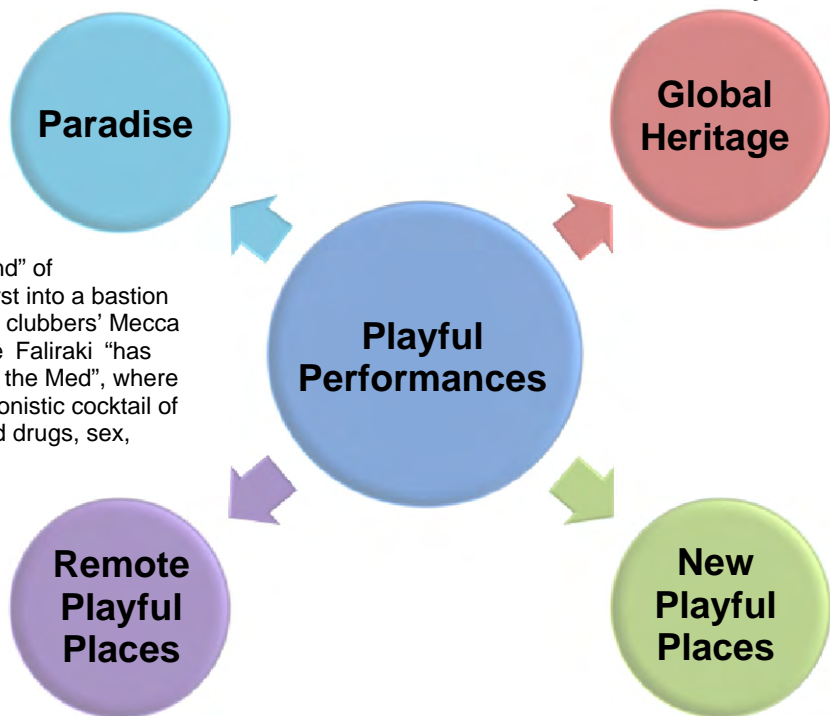 Paradise
Global
Heritage
nd” of
rst into a bastion
clubbers’ Mecca
Faliraki “has
the Med”, where
onistic cocktail of
d drugs, sex,
Playful
Performances
Remote
Playful
Places
New
Playful
Places